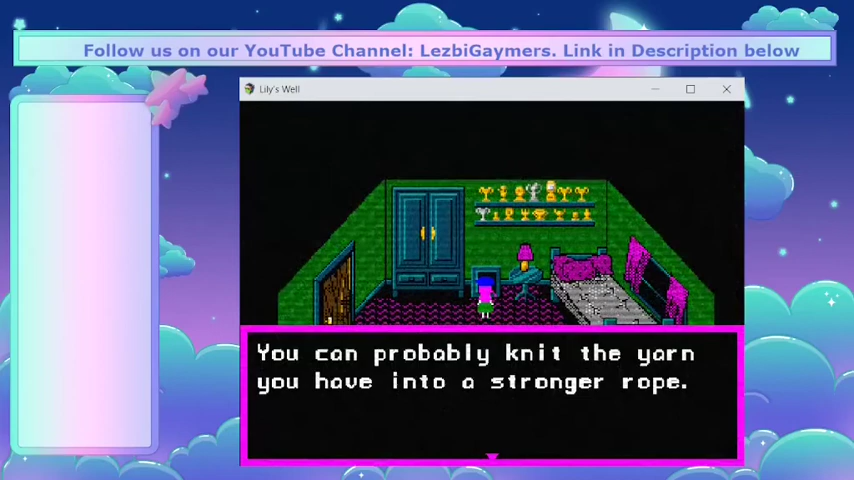 Follow us on our YouTube Channel: LezbiGaymers. Link in Description below
Lily's Well
You can probably knit the yarn
you have into a stronger rope.